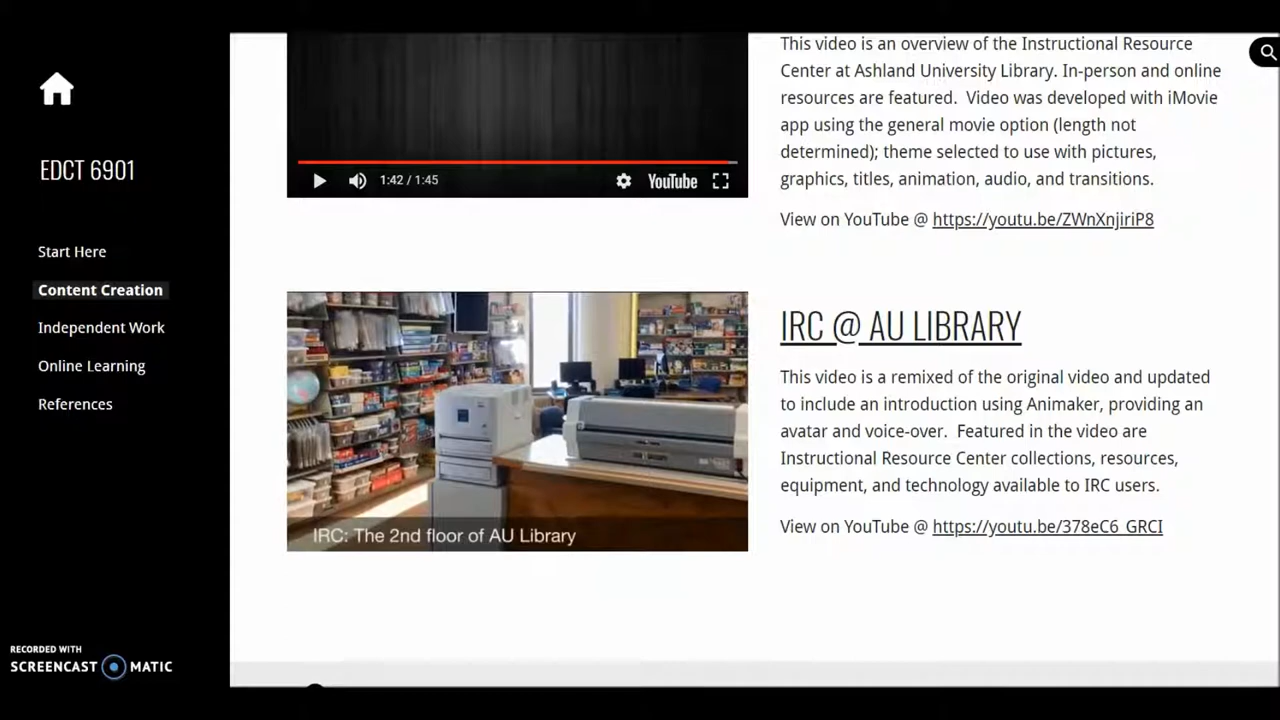 EDCT 6901
Start Here
Content Creation
Independent Work
Online Learning
References
RECORDED WITH
SCREENCAST MATIC
1:42 / 1:45
YouTube
This video is an overview of the Instructional Resource
Center at Ashland University Library. In-person and online
resources are featured. Video was developed with iMovie
app using the general movie option (length not
determined); theme selected to use with pictures,
graphics, titles, animation, audio, and transitions.
View on YouTube @ https://youtu.be/ZWnXnjiriP8
IRC: The 2nd floor of AU Library
IRC @ AU LIBRARY
This video is a remixed of the original video and updated
to include an introduction using Animaker, providing an
avatar and voice-over. Featured in the video are
Instructional Resource Center collections, resources,
equipment, and technology available to IRC users.
View on YouTube @ https://youtu.be/378eC6_GRCI